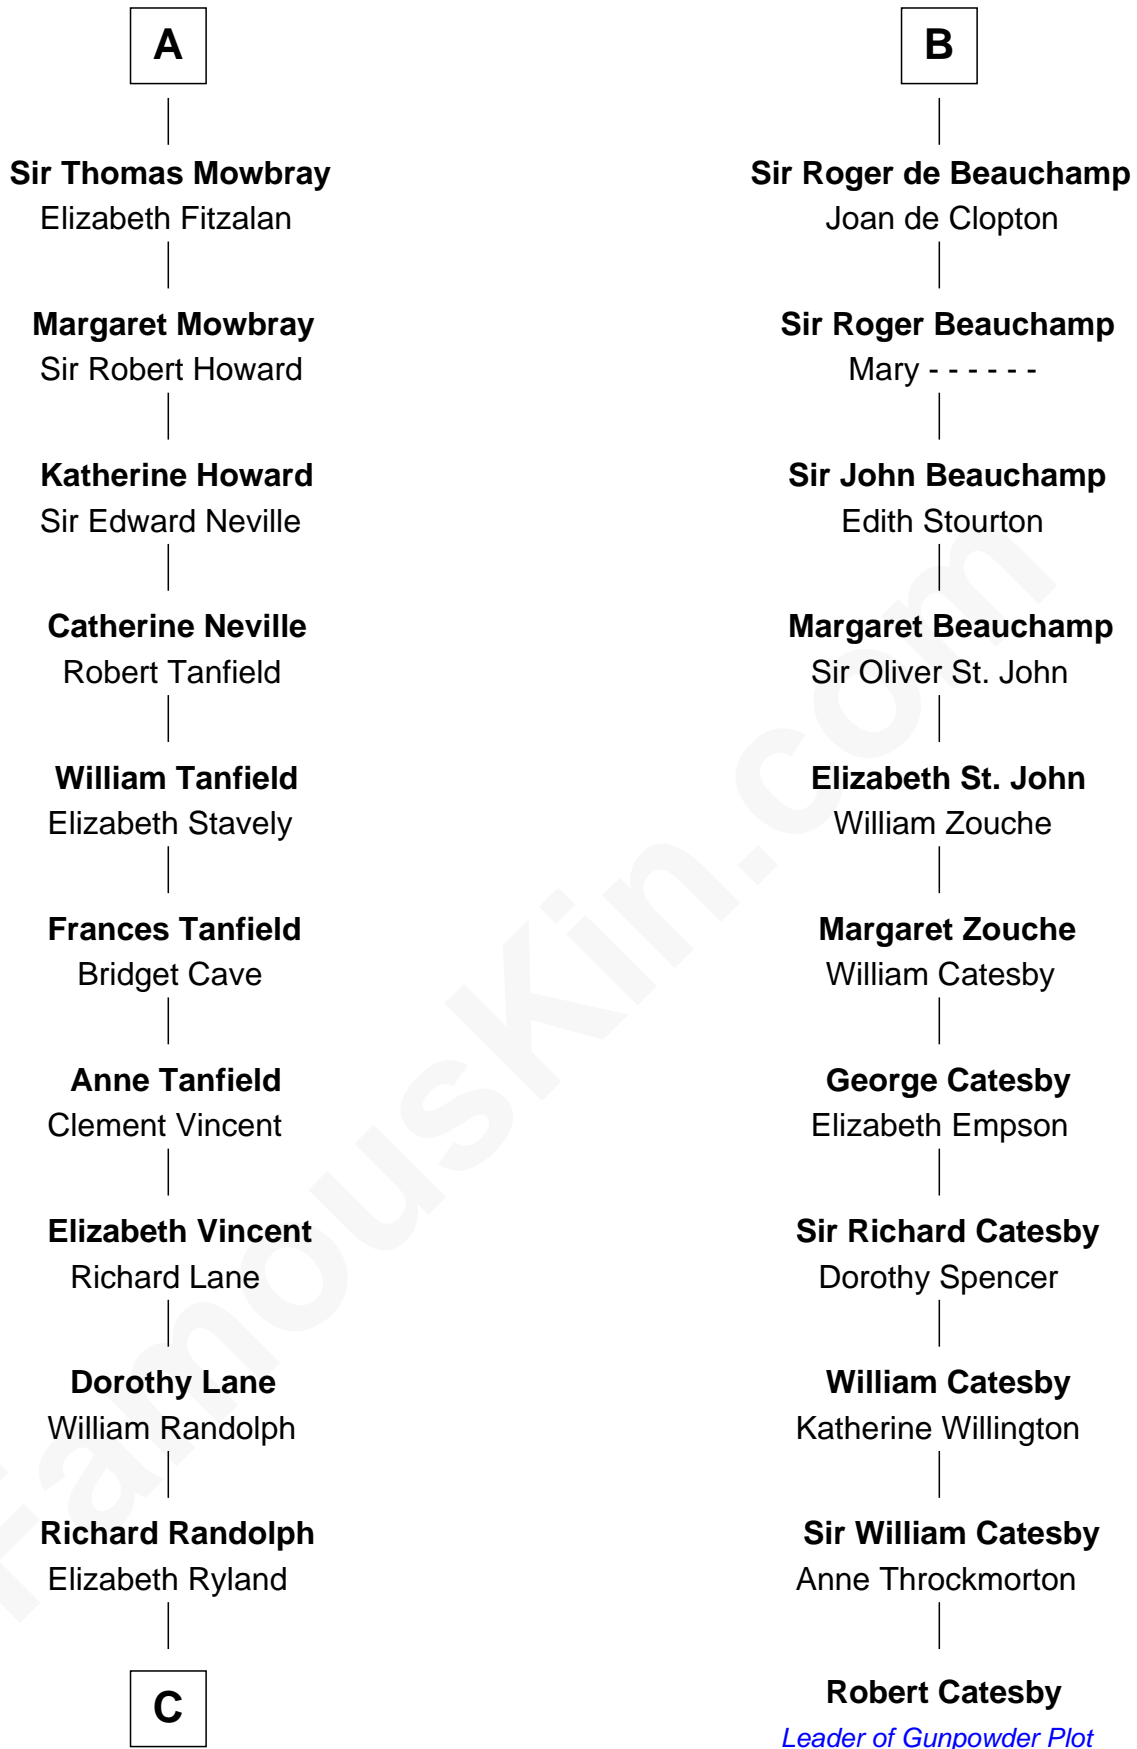 A
Sir Thomas Mowbray
Elizabeth Fitzalan
Margaret Mowbray
Sir Robert Howard
Katherine Howard
Sir Edward Neville
Catherine Neville
Robert Tanfield
William Tanfield
Elizabeth Stavely
Frances Tanfield
Bridget Cave
Anne Tanfield
Clement Vincent
Elizabeth Vincent
Richard Lane
Dorothy Lane
William Randolph
Richard Randolph
Elizabeth Ryland
C
B
Sir Roger de Beauchamp
Joan de Clopton
Sir Roger Beauchamp
Mary - - - - - -
Sir John Beauchamp
Edith Stourton
Margaret Beauchamp
Sir Oliver St. John
Elizabeth St. John
William Zouche
Margaret Zouche
William Catesby
George Catesby
Elizabeth Empson
Sir Richard Catesby
Dorothy Spencer
William Catesby
Katherine Willington
Sir William Catesby
Anne Throckmorton
Robert Catesby
Leader of Gunpowder Plot
FamousKin.com